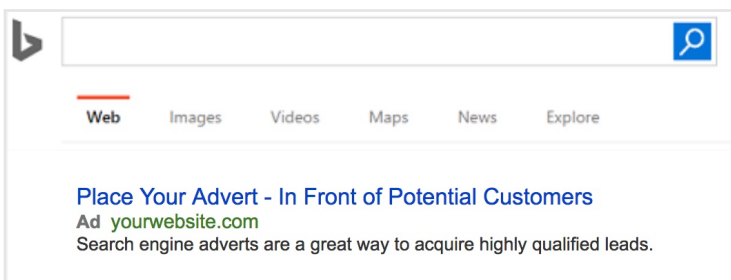 Web Images Videos Maps News Explore
Place Your Advert - In Front of Potential Customers
Ad yourwebsite.com
Search engine adverts are a great way to acquire highly qualified leads.